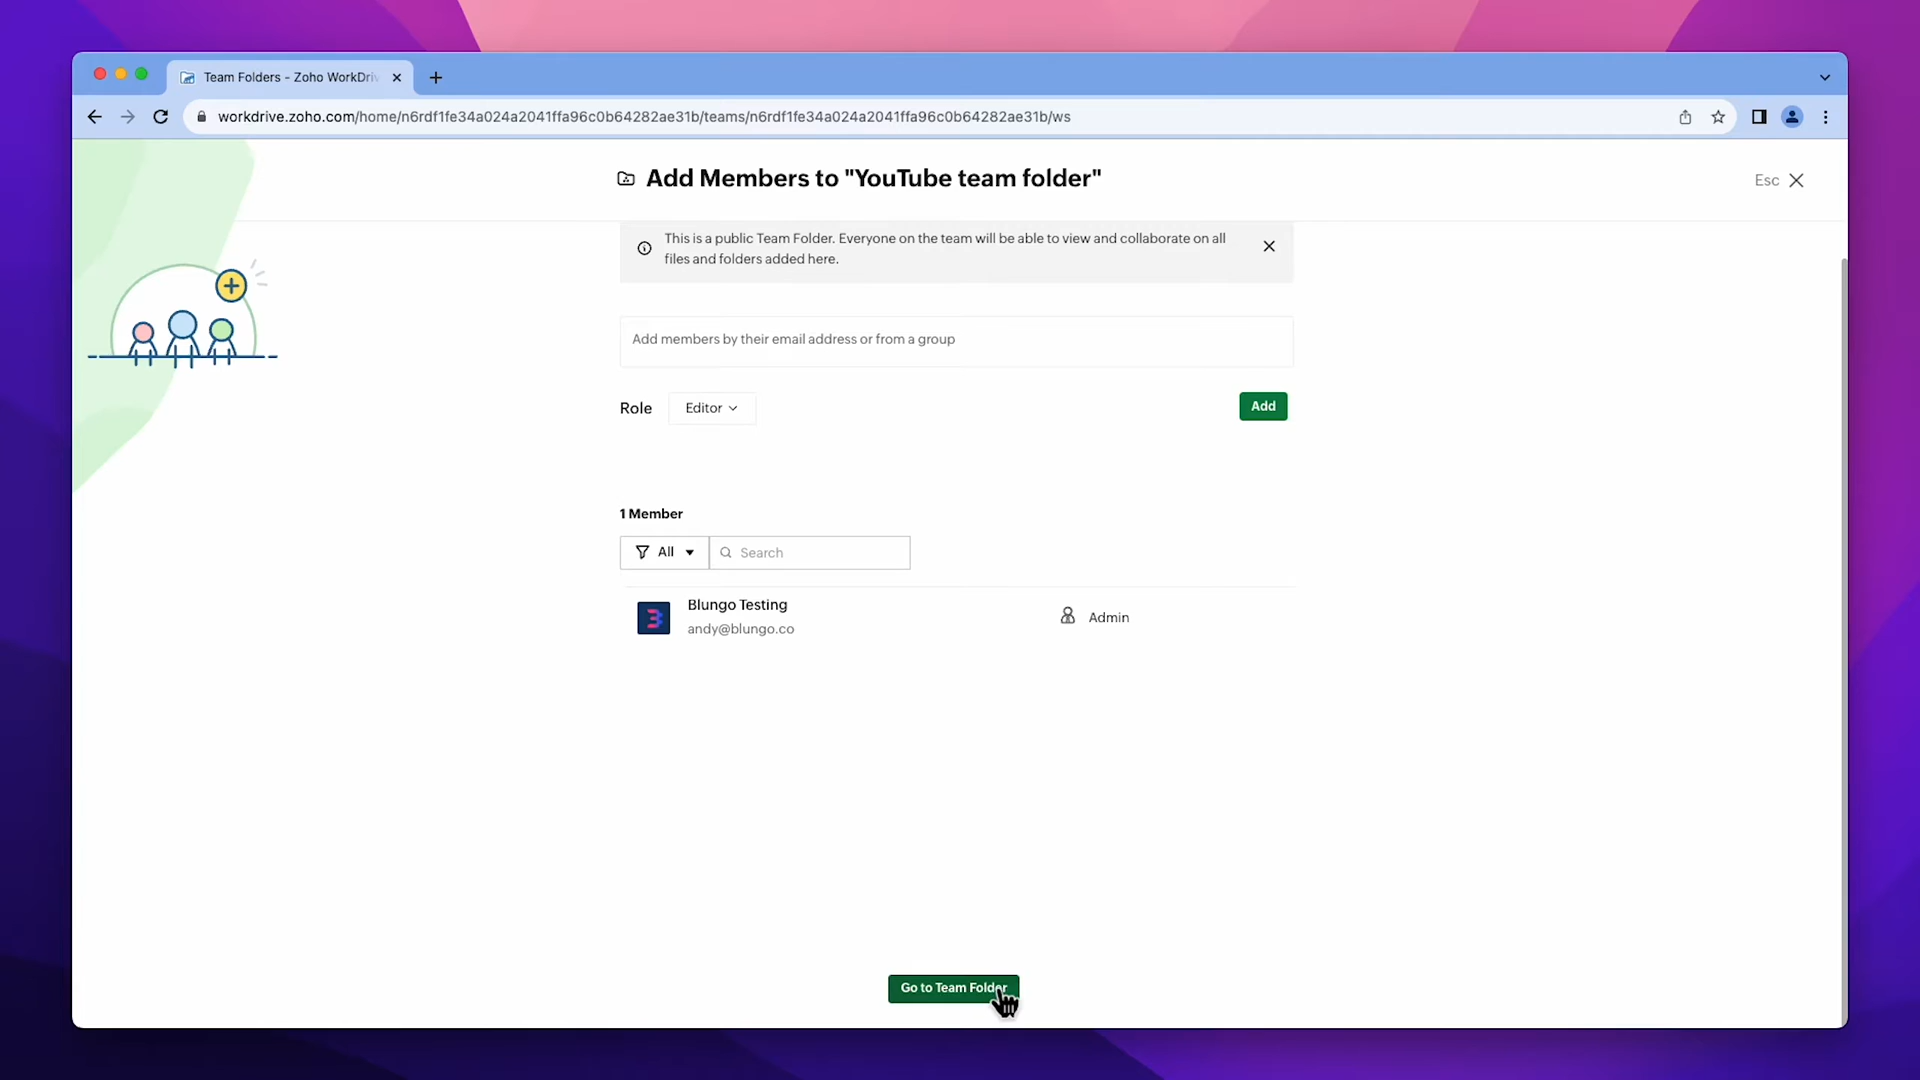 Team Folders - Zoho WorkDriv
workdrive.zoho.com/home/n6rdf1fe34a024a2041ffa96c0b64282ae31b/teams/n6rdf1fe34a024a2041ffa96c0b64282ae31b/ws
Add Members to "YouTube team folder"
Esc
This is a public Team Folder. Everyone on the team will be able to view and collaborate on all
files and folders added here.
Add members by their email address or from a group
Role Editor Add
1 Member
All Search
Blungo Testing
andy@blungo.co
Admin
Go to Team Folder